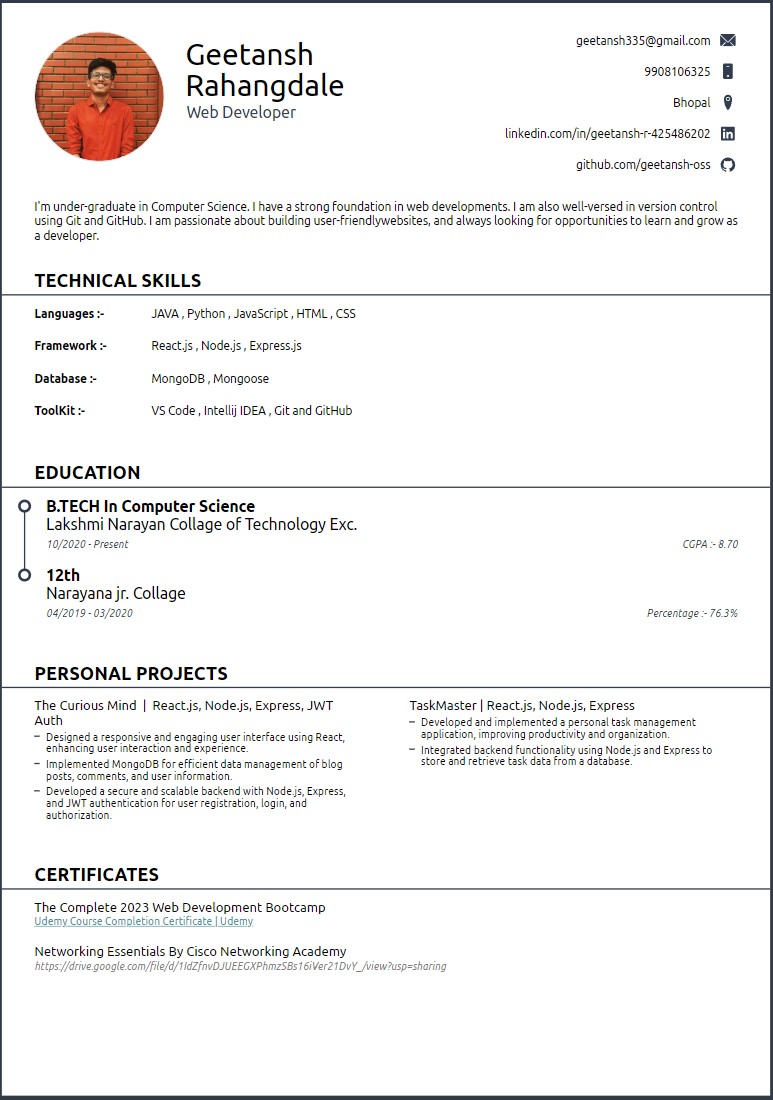 Geetansh
Rahangdale
Web Developer
geetansh335@gmail.com
9908106325
Bhopal
linkedin.com/in/geetansh-r-425486202
github.com/geetansh-oss
I'm under-graduate in Computer Science. I have a strong foundation in web developments. I am also well-versed in version control
using Git and GitHub. I am passionate about building user-friendlywebsites, and always looking for opportunities to learn and grow as
a developer.
TECHNICAL SKILLS
Languages :- JAVA , Python , JavaScript , HTML , CSS
Framework :- React.js , Node.js , Express.js
Database :- MongoDB , Mongoose
ToolKit :- VS Code , Intellij IDEA , Git and GitHub
EDUCATION
B.TECH In Computer Science
Lakshmi Narayan Collage of Technology Exc.
10/2020 - Present CGPA :- 8.70
12th
Narayana jr. Collage
04/2019 - 03/2020 Percentage :- 76.3%
PERSONAL PROJECTS
The Curious Mind | React.js, Node.js, Express, JWT
Auth
– Designed a responsive and engaging user interface using React,
enhancing user interaction and experience.
– Implemented MongoDB for efficient data management of blog
posts, comments, and user information.
– Developed a secure and scalable backend with Node.js, Express,
and JWT authentication for user registration, login, and
authorization.
TaskMaster | React.js, Node.js, Express
– Developed and implemented a personal task management
application, improving productivity and organization.
– Integrated backend functionality using Node.js and Express to
store and retrieve task data from a database.
CERTIFICATES
The Complete 2023 Web Development Bootcamp
Udemy Course Completion Certificate | Udemy
Networking Essentials By Cisco Networking Academy
https://drive.google.com/file/d/1IdZfnvDJUEEGXPhmzSBs16iVer21DvY_/view?usp=sharing